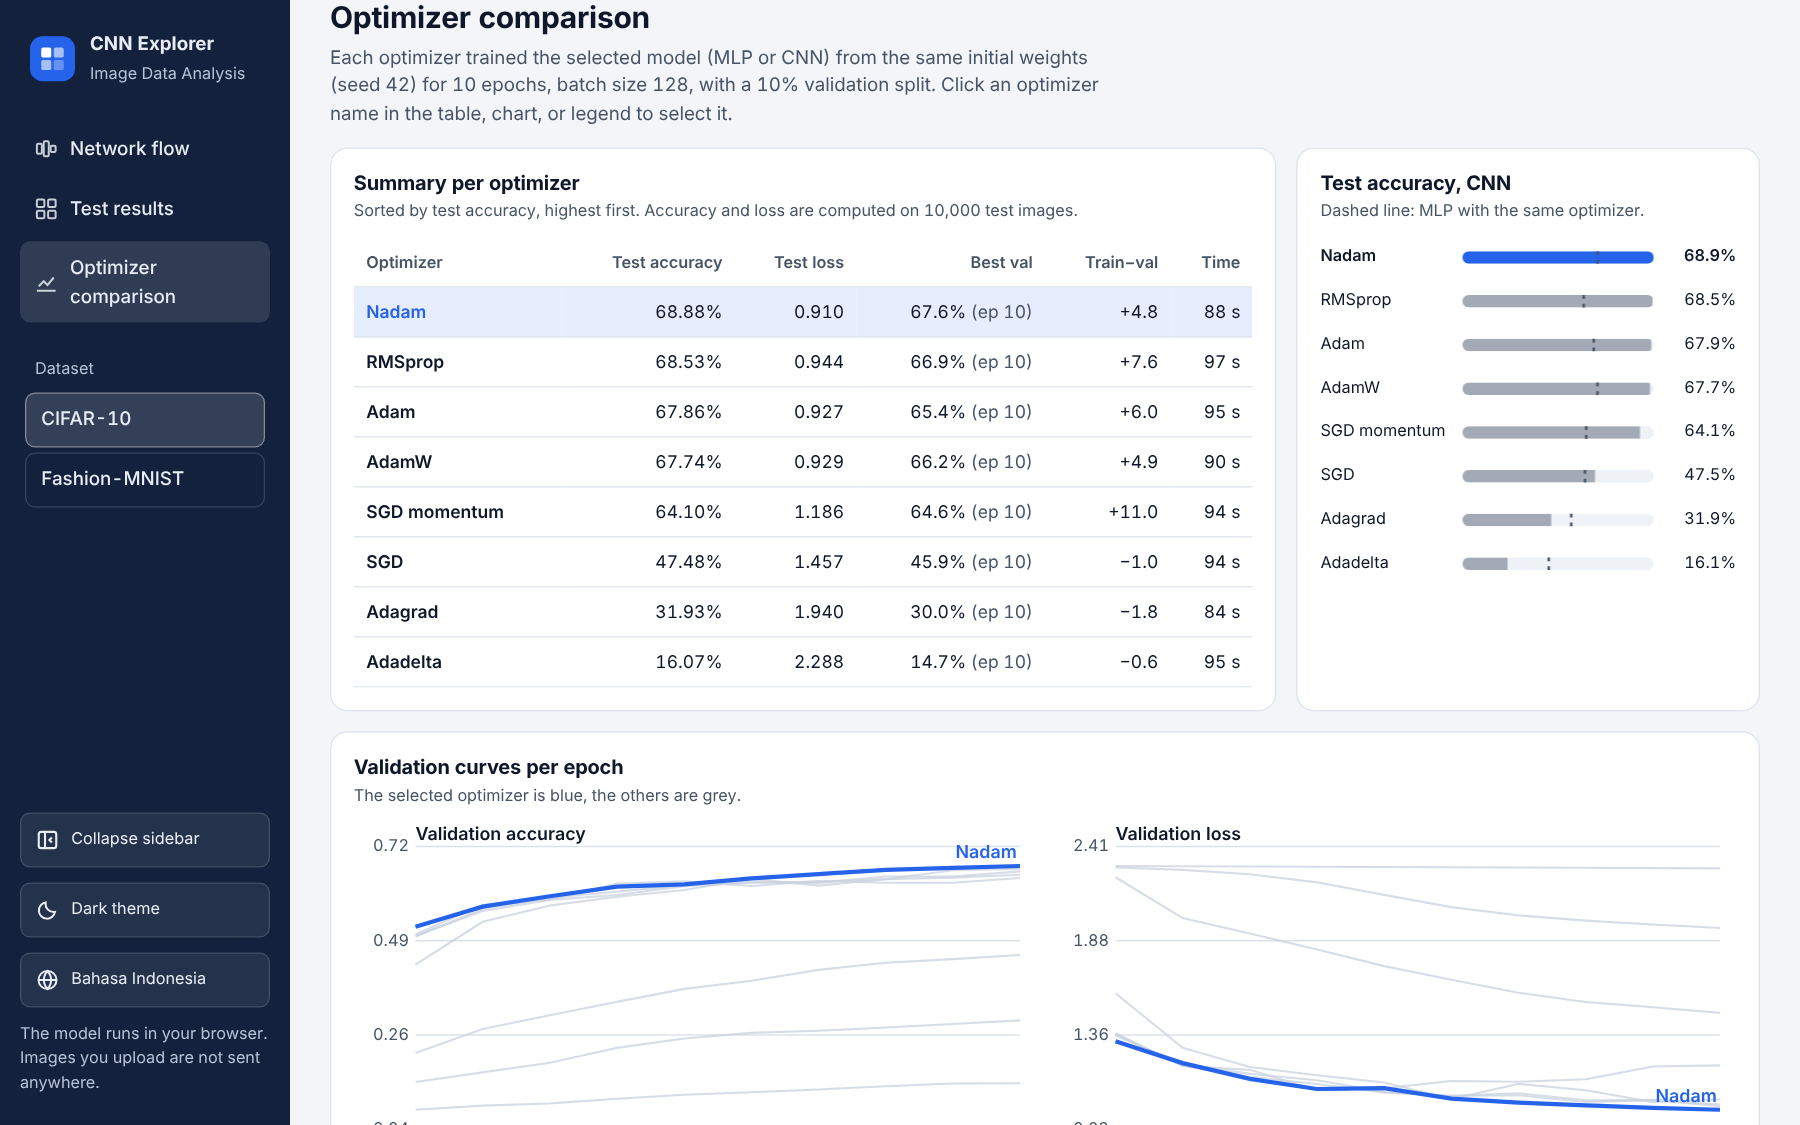 CNN Explorer
Image Data Analysis
Network flow
Test results
Optimizer
comparison
Dataset
CIFAR-10
Fashion-MNIST
Collapse sidebar
Dark theme
Bahasa Indonesia
The model runs in your browser.
Images you upload are not sent
anywhere.
Optimizer comparison
Each optimizer trained the selected model (MLP or CNN) from the same initial weights
(seed 42) for 10 epochs, batch size 128, with a 10% validation split. Click an optimizer
name in the table, chart, or legend to select it.
Summary per optimizer
Sorted by test accuracy, highest first. Accuracy and loss are computed on 10,000 test images.
Optimizer Test accuracy Test loss Best val Train–val Time
Nadam 68.88% 0.910 67.6% (ep 10) +4.8 88 s
RMSprop 68.53% 0.944 66.9% (ep 10) +7.6 97 s
Adam 67.86% 0.927 65.4% (ep 10) +6.0 95 s
AdamW 67.74% 0.929 66.2% (ep 10) +4.9 90 s
SGD momentum 64.10% 1.186 64.6% (ep 10) +11.0 94 s
SGD 47.48% 1.457 45.9% (ep 10) −1.0 94 s
Adagrad 31.93% 1.940 30.0% (ep 10) −1.8 84 s
Adadelta 16.07% 2.288 14.7% (ep 10) −0.6 95 s
Test accuracy, CNN
Dashed line: MLP with the same optimizer.
Nadam 68.9%
RMSprop 68.5%
Adam 67.9%
AdamW 67.7%
SGD momentum 64.1%
SGD 47.5%
Adagrad 31.9%
Adadelta 16.1%
Validation curves per epoch
The selected optimizer is blue, the others are grey.
Validation accuracy
0.72
Nadam
0.49
0.26
Validation loss
2.41
1.88
1.36
Nadam